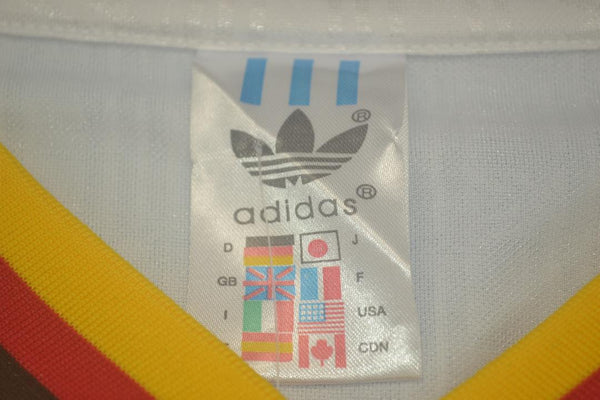 ®
adidas®
D J
GB F
I USA
CDN